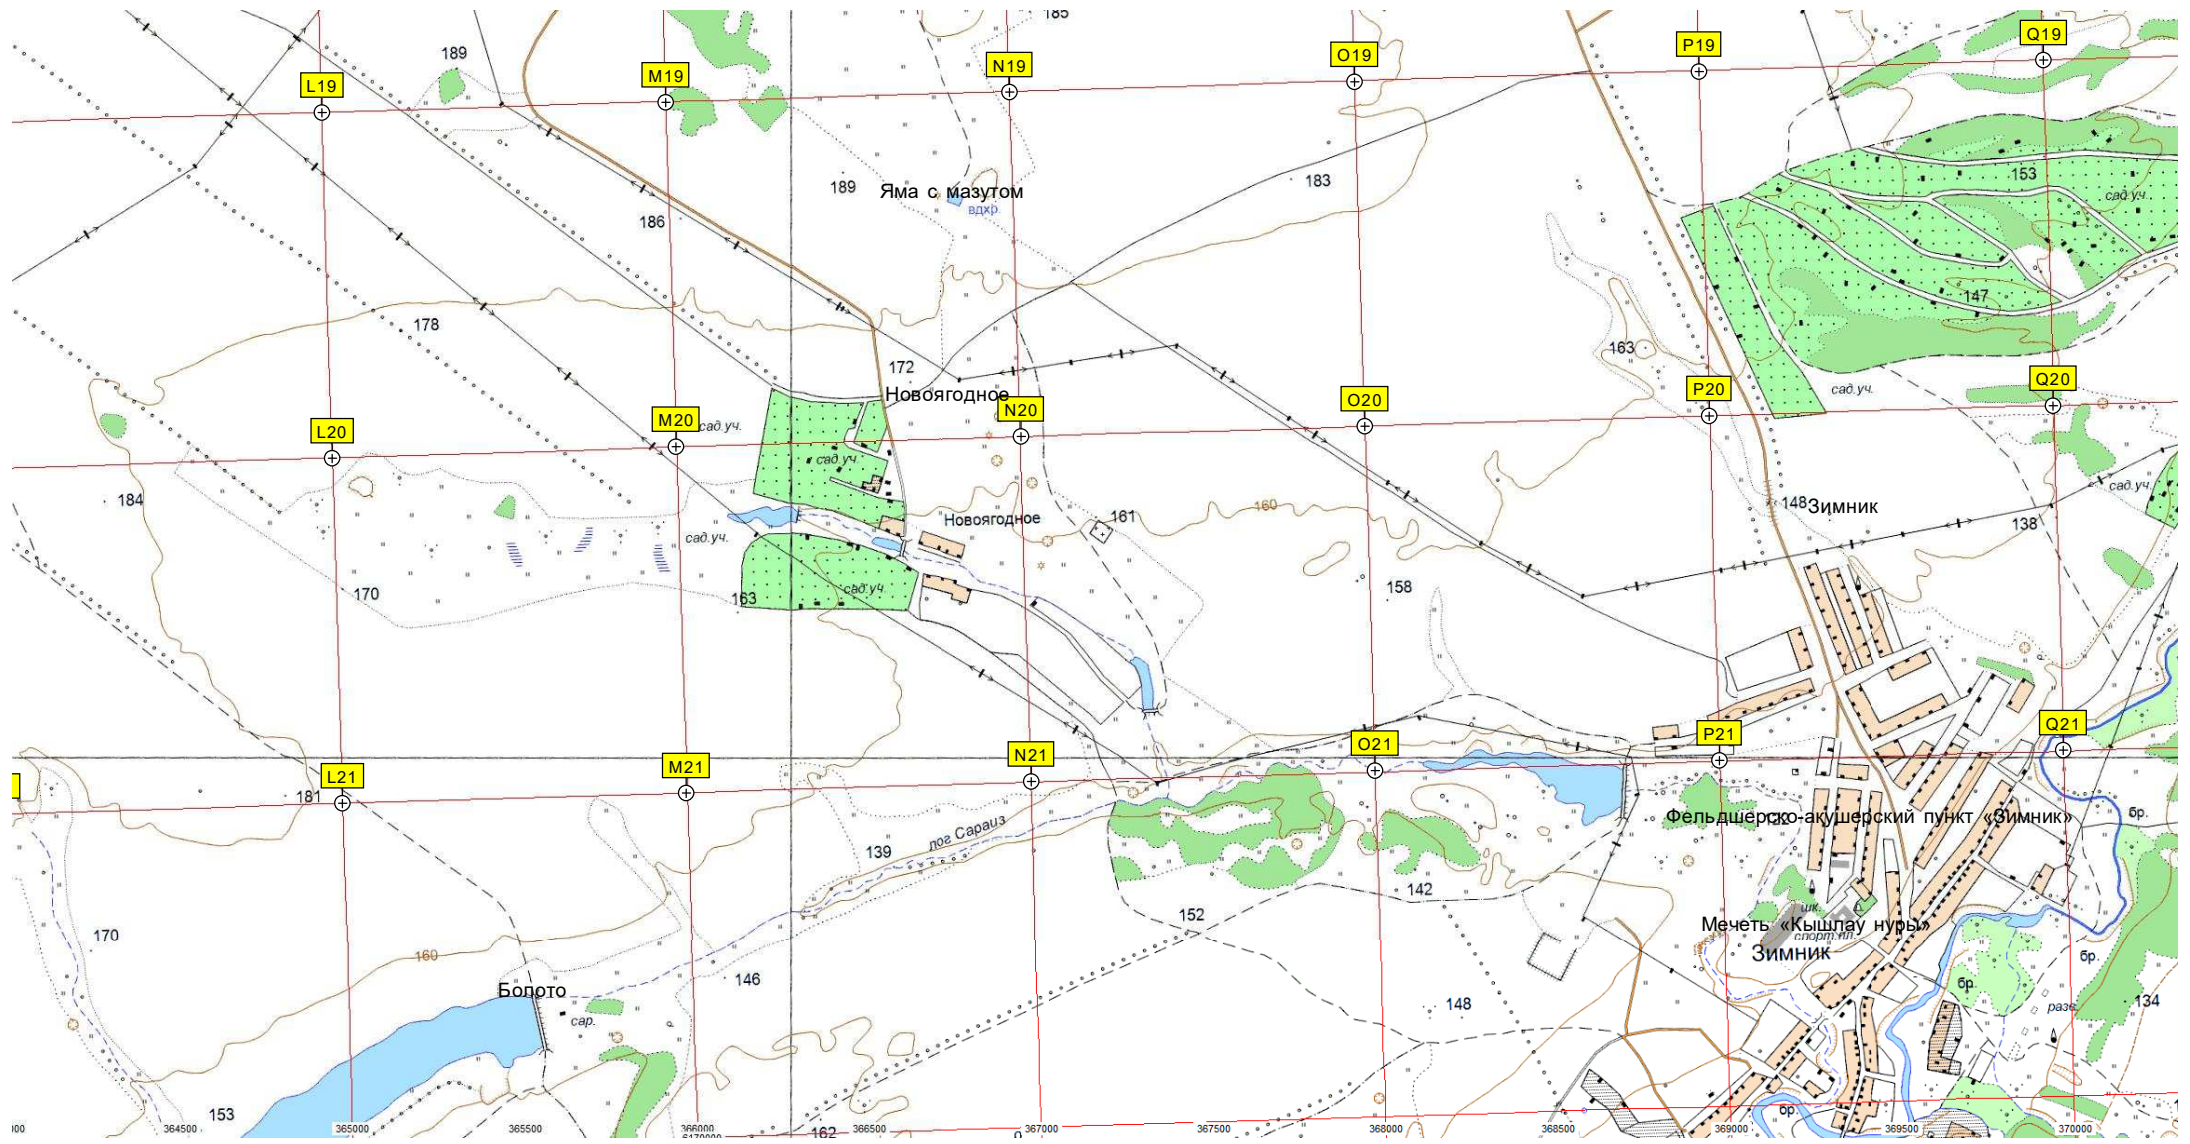 185
189
L19
M19
N19
O19
P19
Q19
189
Яма с мазутом
вдхр.
183
186
153
сад.уч.
147
178
163
172
Новоягодное
сад.уч.
L20
M20
N20
O20
P20
Q20
сад.уч.
сад.уч.
184
Новоягодное
161
160
148
Зимник
138
сад.уч.
сад.уч.
170
163
сад.уч.
158
L21
M21
N21
O21
P21
Q21
181
лог Сараиз
139
Фельдшерско-акушерский пункт «Зимник»
бр.
142
152
шк.
170
160
Мечеть «Кышлау нуры»
спорт.пл.
Зимник
бр.
146
Болото
сар.
бр.
148
разв.
134
153
162
бр.
364500
365000
365500
366000
366500
367000
367500
368000
368500
369000
369500
370000
6170000